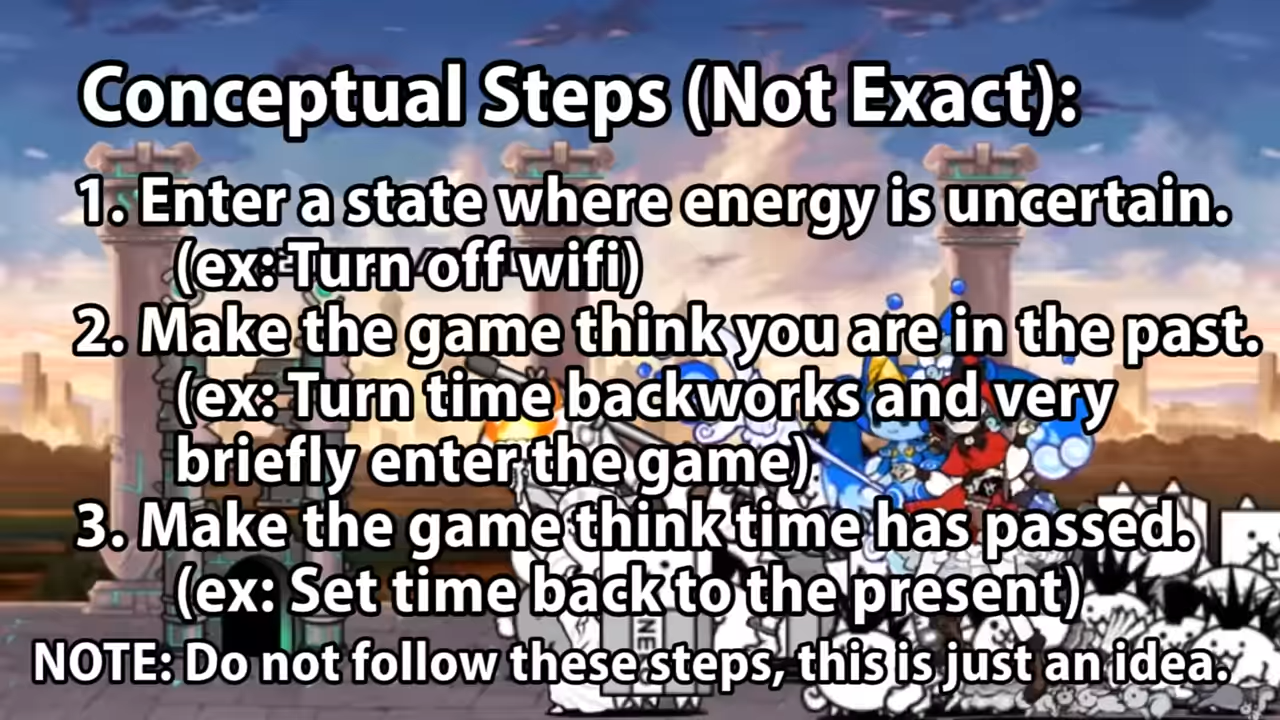 Conceptual Steps (Not Exact):
1. Enter a state where energy is uncertain.
(ex: Turn off wifi)
2. Make the game think you are in the past.
(ex: Turn time backworks and very
briefly enter the game)
3. Make the game think time has passed.
(ex: Set time back to the present)
NOTE: Do not follow these steps, this is just an idea.